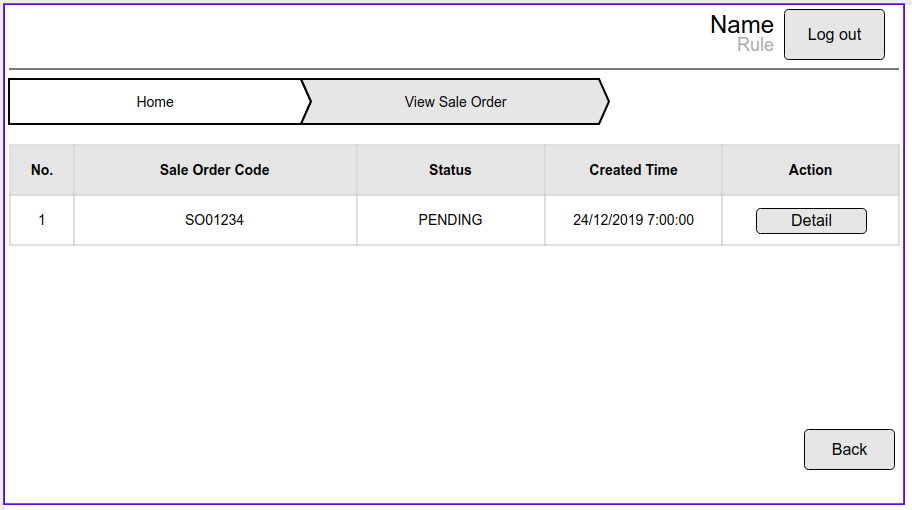 Name
Rule
Log out
Home
View Sale Order
No. Sale Order Code Status Created Time Action
1 SO01234 PENDING 24/12/2019 7:00:00 Detail
Back